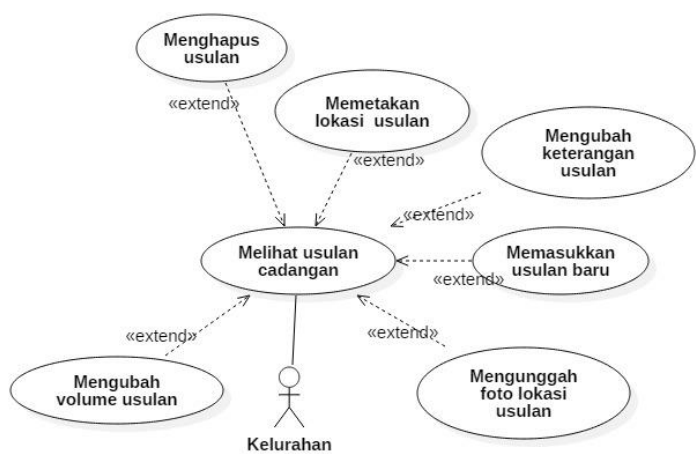 Menghapus
usulan
«extend»
Memetakan
lokasi usulan
«extend»
Mengubah
keterangan
usulan
«extend»
Melihat usulan
cadangan
Memasukkan
usulan baru
«extend»
«extend»
«extend»
Mengubah
volume usulan
Mengunggah
foto lokasi
usulan
Kelurahan